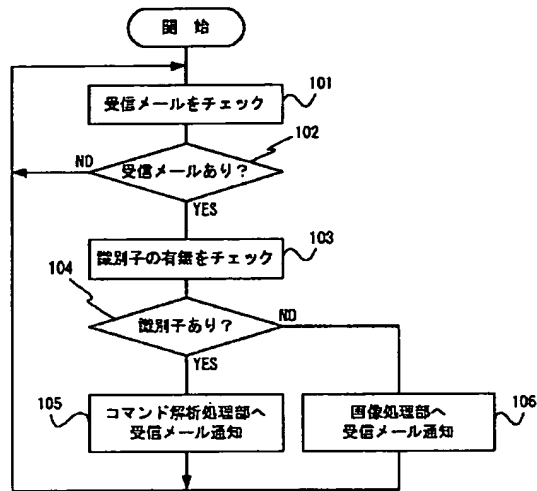 開 始
受信メールをチェック
101
102
受信メールあり?
NO
YES
識別子の有無をチェック
103
104
識別子あり?
NO
YES
105
コマンド解析処理部へ
受信メール通知
画像処理部へ
受信メール通知
106